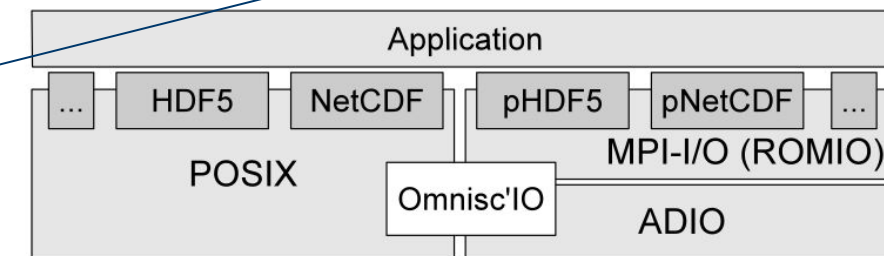 Application
... HDF5 NetCDF pHDF5 pNetCDF ...
MPI-I/O (ROMIO)
POSIX
Omnisc'IO
ADIO